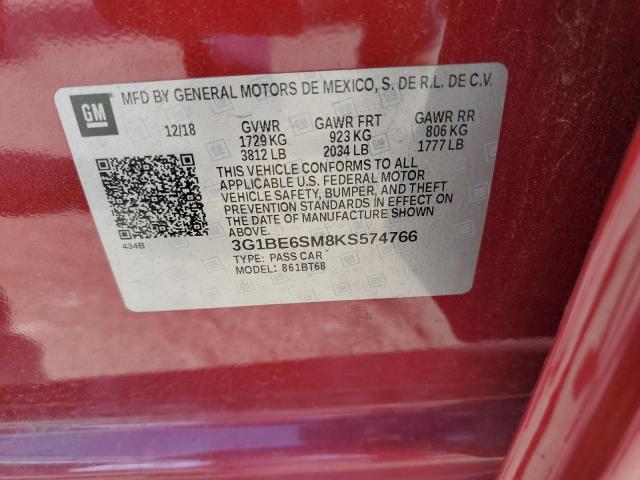 MFD BY GENERAL MOTORS DE MEXICO, S. DE R.L. DE C.V.
GM
12/18 GVWR GAWR FRT GAWR RR
1729 KG 923 KG 806 KG
3812 LB 2034 LB 1777 LB
THIS VEHICLE CONFORMS TO ALL
APPLICABLE U.S. FEDERAL MOTOR
VEHICLE SAFETY, BUMPER, AND THEFT
PREVENTION STANDARDS IN EFFECT ON
THE DATE OF MANUFACTURE SHOWN
ABOVE.
434B
3G1BE6SM8KS574766
TYPE: PASS CAR
MODEL: 861BT68